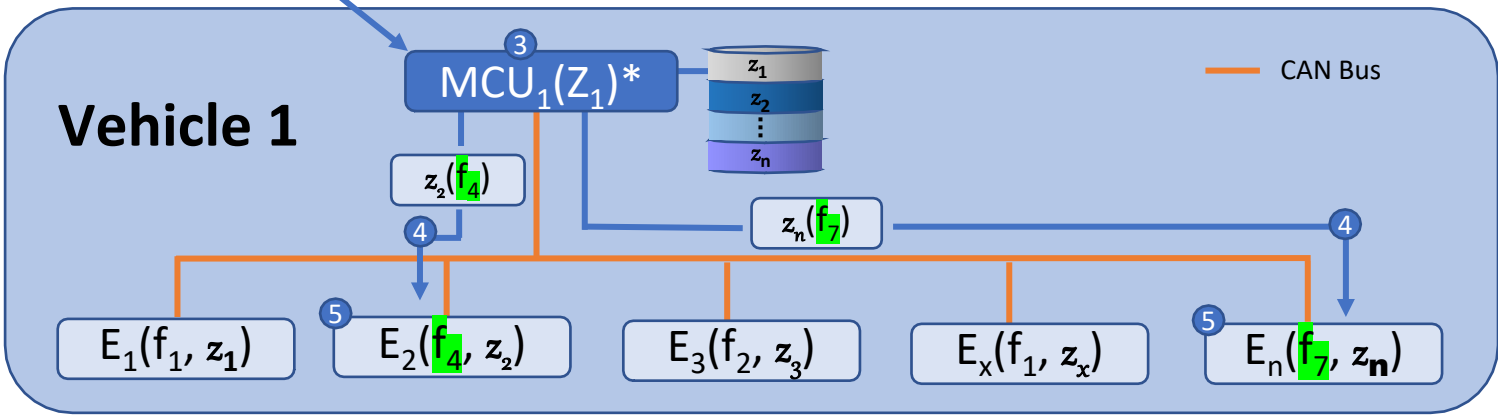 3
MCU₁(Z₁)*
z₁
z₂
⋮
zₙ
CAN Bus
Vehicle 1
z₂(f₄)
zₙ(f₇)
4
4
5
5
E₁(f₁, z₁)
E₂(f₄, z₂)
E₃(f₂, z₃)
Eₓ(f₁, zₓ)
Eₙ(f₇, zₙ)